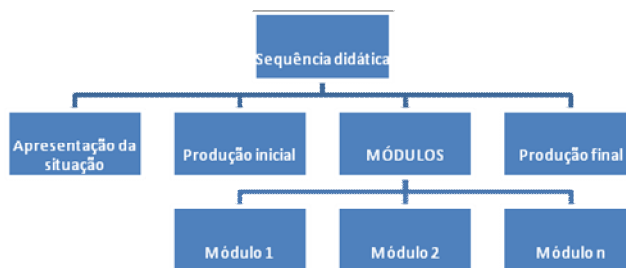 Sequência didática
Apresentação da
situação
Produção inicial
MÓDULOS
Produção final
Módulo 1
Módulo 2
Módulo n